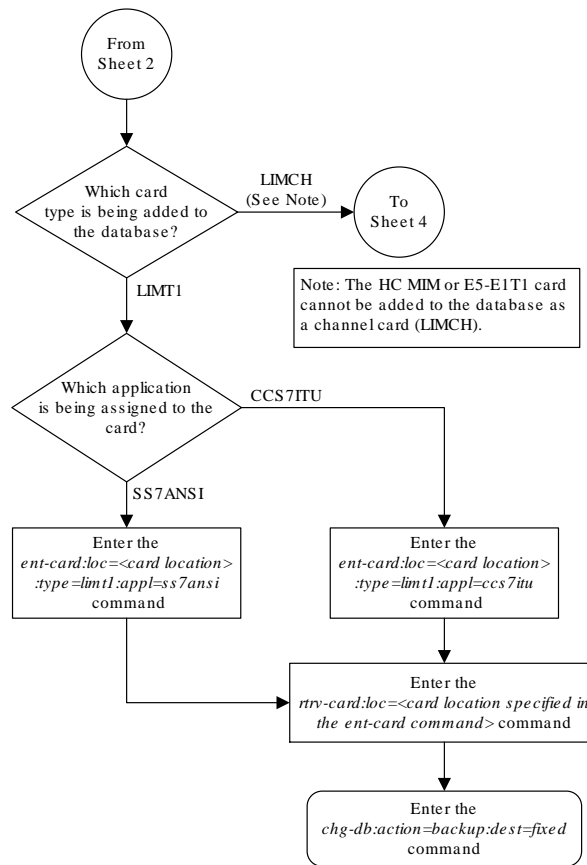 From
Sheet 2
Which card
type is being added to
the database?
LIMCH
(See Note)
To
Sheet 4
LIMT1
Note: The HC MIM or E5-E1T1 card
cannot be added to the database as
a channel card (LIMCH).
Which application
is being assigned to the
card?
CCS7ITU
SS7ANSI
Enter the
ent-card:loc=<card location>
:type=limt1:appl=ss7ansi
command
Enter the
ent-card:loc=<card location>
:type=limt1:appl=ccs7itu
command
Enter the
rtrv-card:loc=<card location specified in
the ent-card command> command
Enter the
chg-db:action=backup:dest=fixed
command